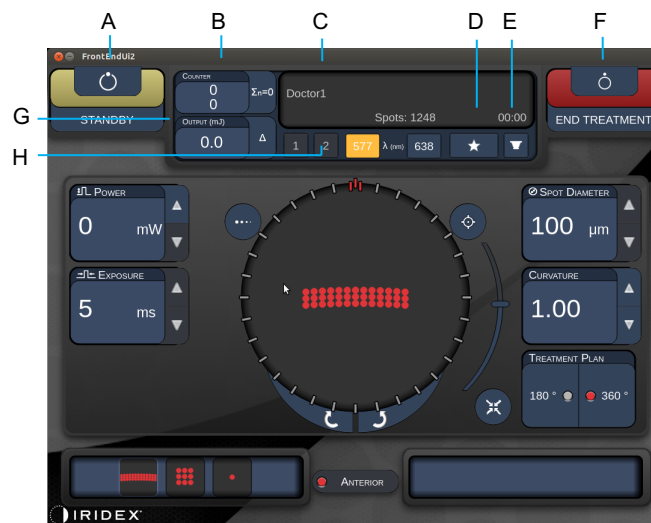 A B C D E F
FrontEndUi2
STANDBY
COUNTER
0
0
Σn=0
OUTPUT (mJ)
0.0
Δ
Doctor1
Spots: 1248 00:00
1 2 577 λ (nm) 638
END TREATMENT
G
H
POWER
0 mW
EXPOSURE
5 ms
SPOT DIAMETER
100 µm
CURVATURE
1.00
TREATMENT PLAN
180 ° 360 °
ANTERIOR
IRIDEX